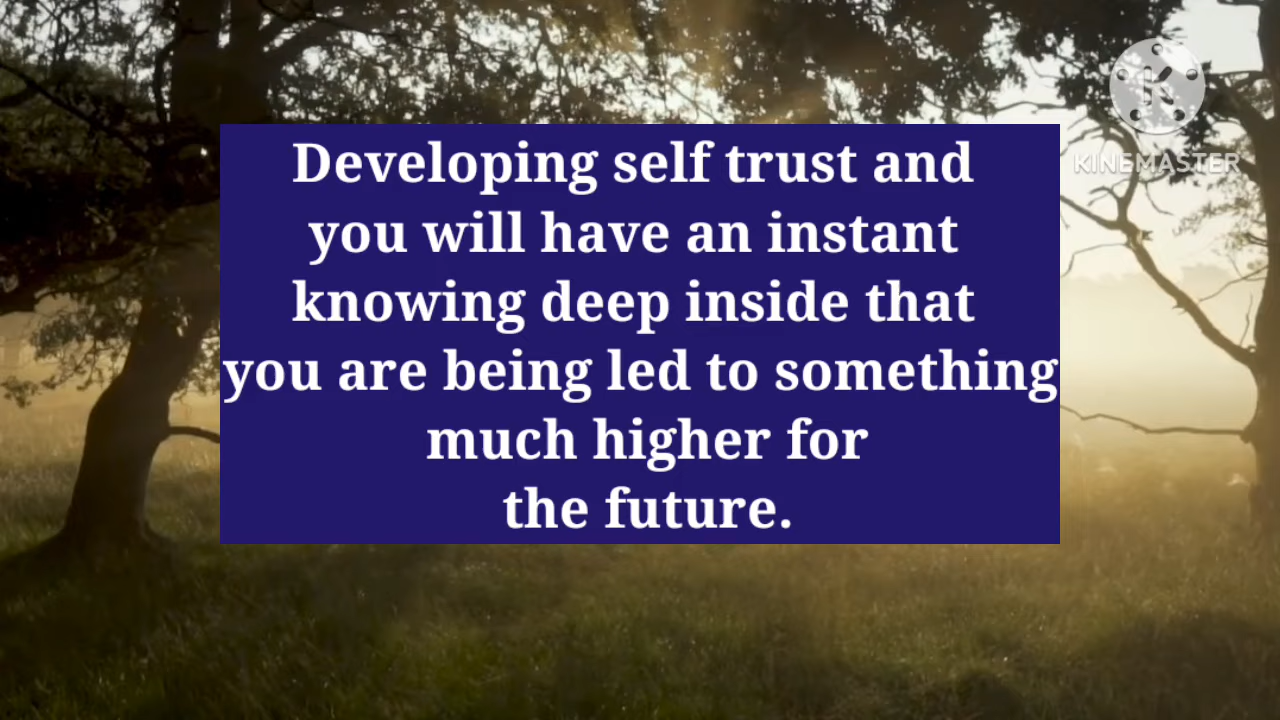 KINEMASTER
Developing self trust and
you will have an instant
knowing deep inside that
you are being led to something
much higher for
the future.